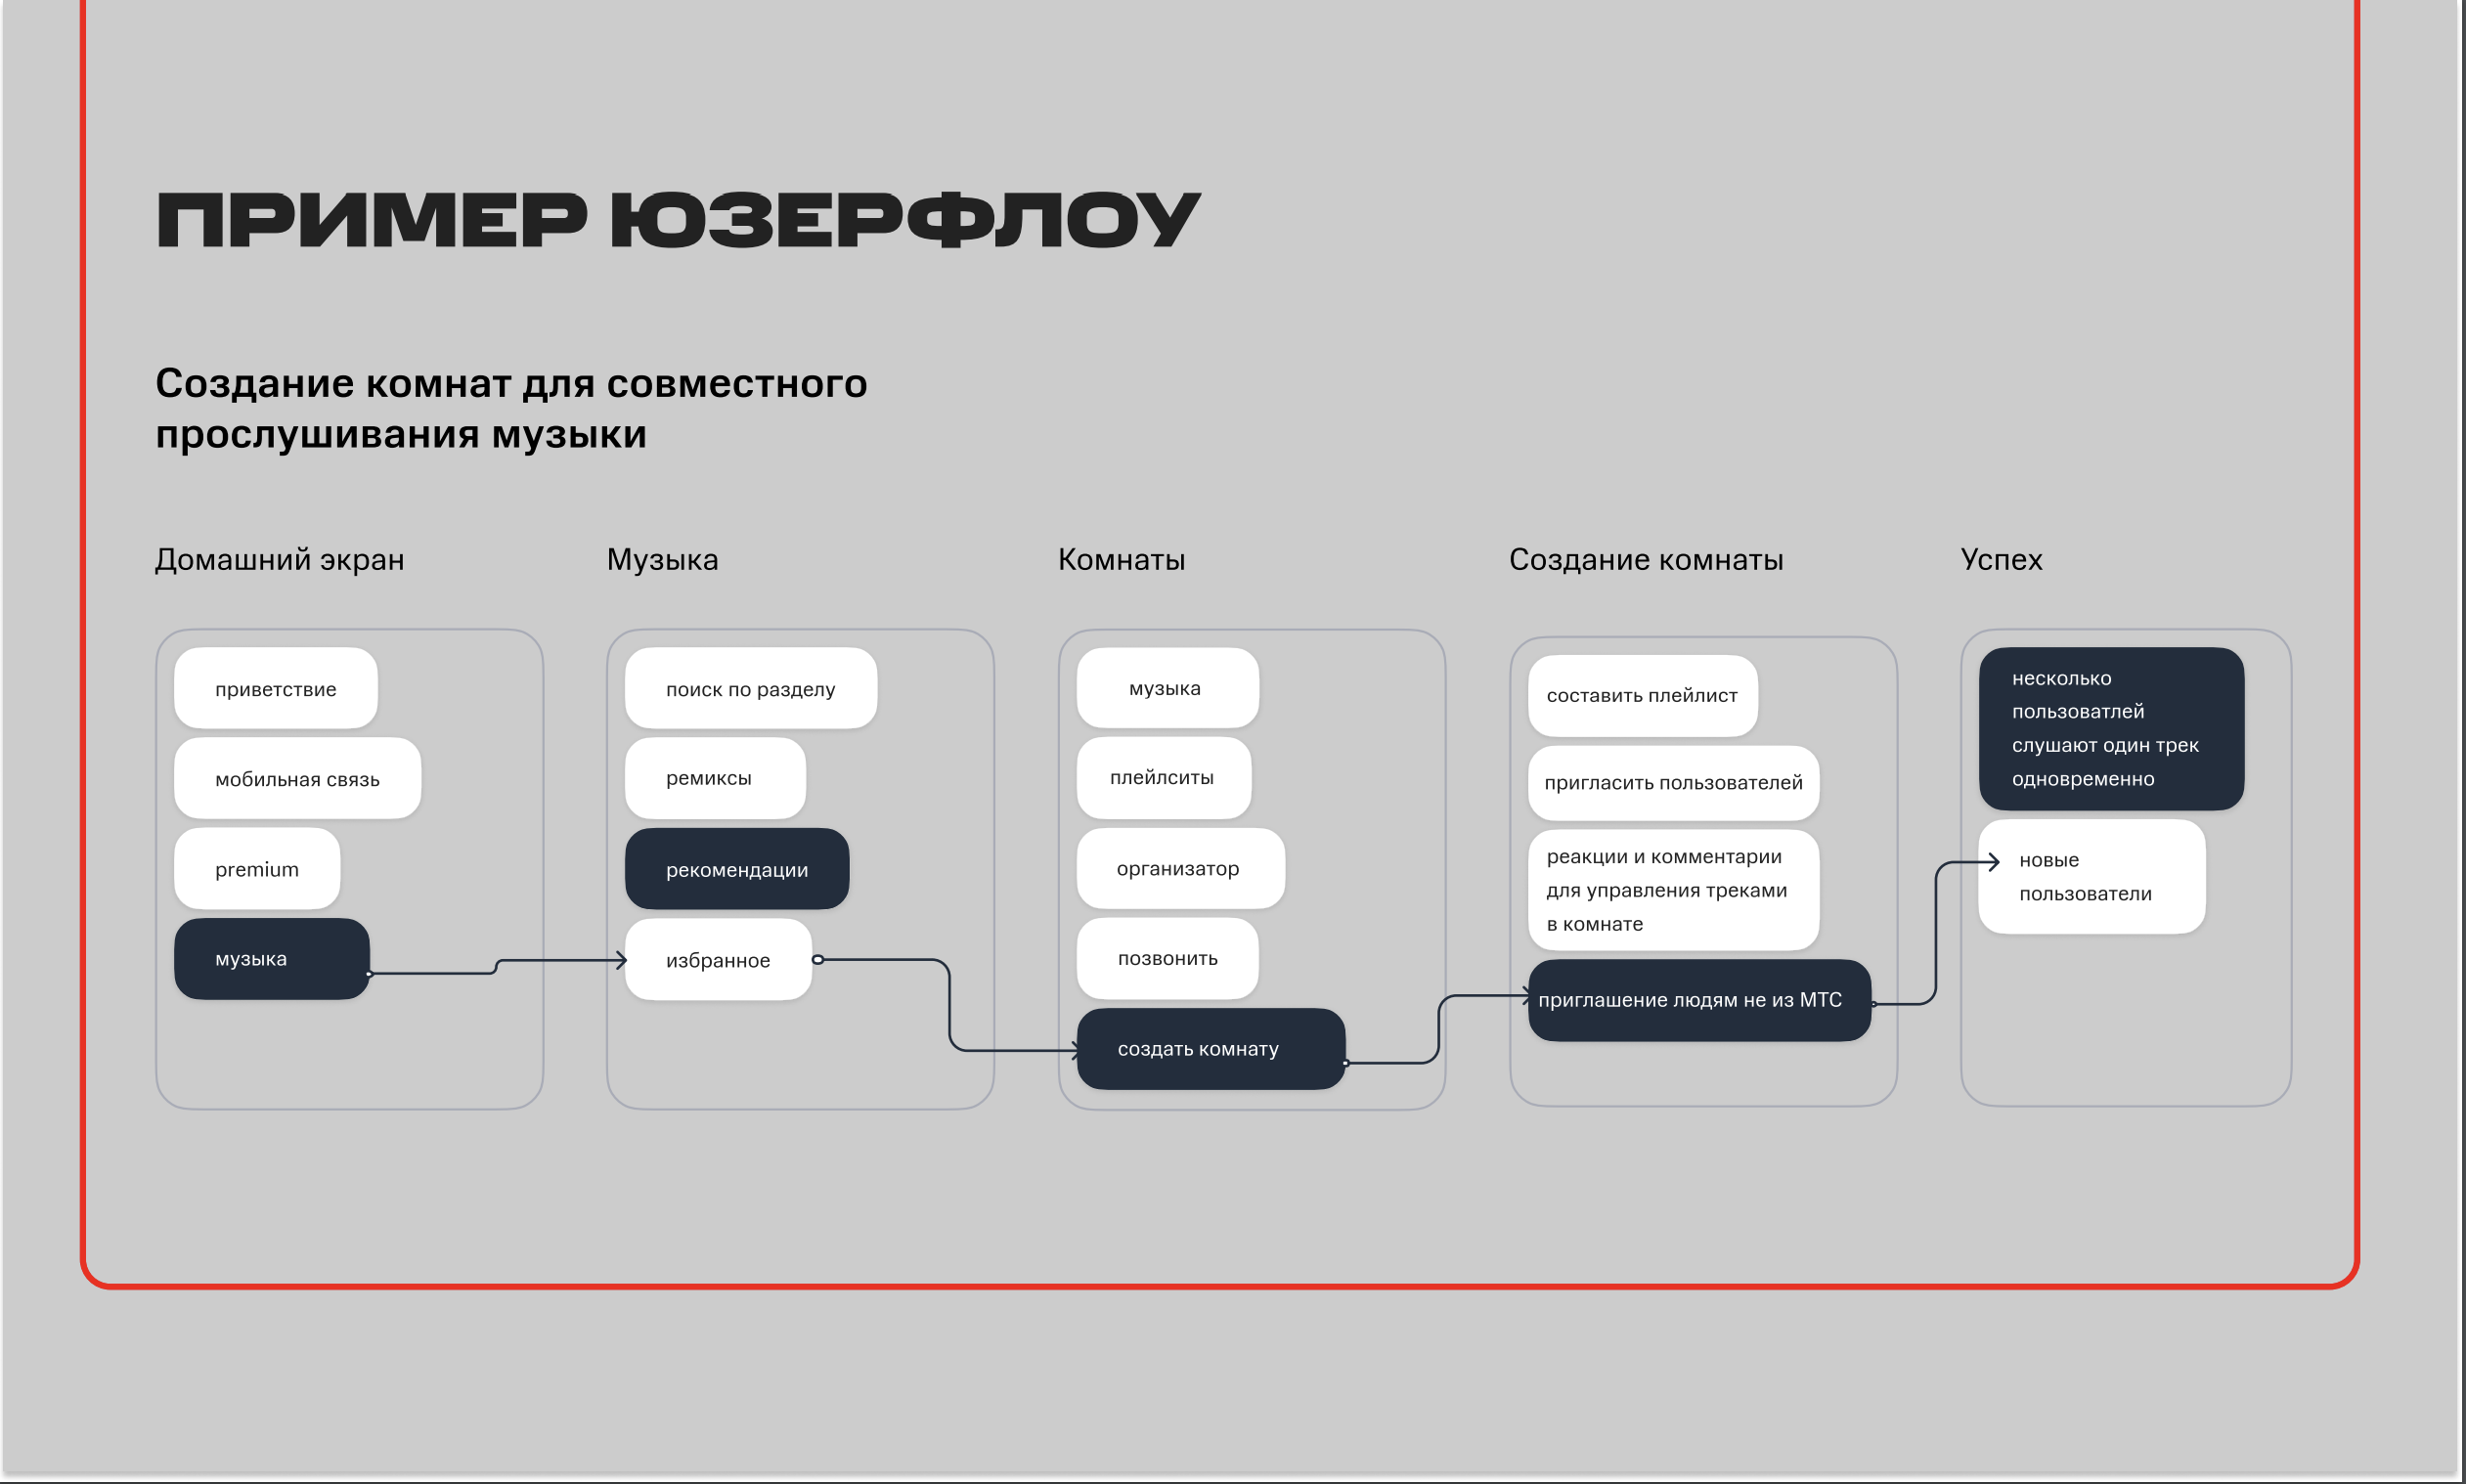 ПРИМЕР ЮЗЕРФЛОУ
Создание комнат для совместного
прослушивания музыки
Домашний экран
приветствие
мобильная связь
premium
музыка
Музыка
поиск по разделу
ремиксы
рекомендации
избранное
Комнаты
музыка
плейлситы
организатор
позвонить
создать комнату
Создание комнаты
составить плейлист
пригласить пользователей
реакции и комментарии
для управления треками
в комнате
приглашение людям не из МТС
Успех
несколько
пользоватлей
слушают один трек
одновременно
новые
пользователи